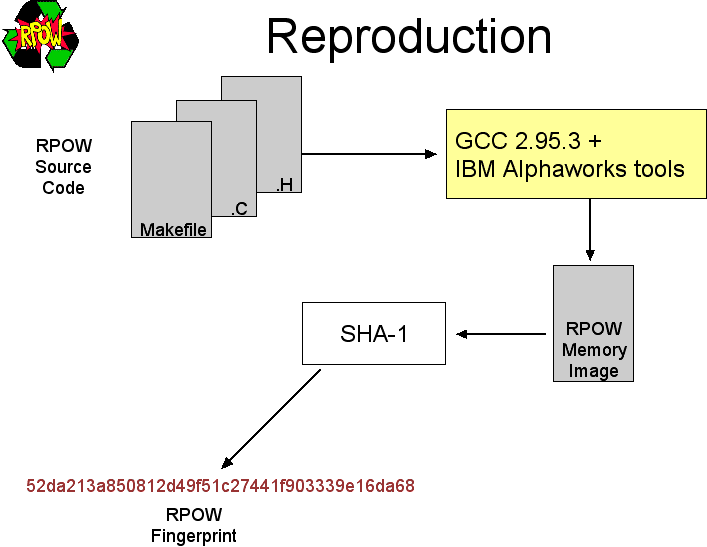 RPOW
Reproduction
RPOW
Source
Code
.H
.C
Makefile
GCC 2.95.3 +
IBM Alphaworks tools
RPOW
Memory
Image
SHA-1
52da213a850812d49f51c27441f903339e16da68
RPOW
Fingerprint